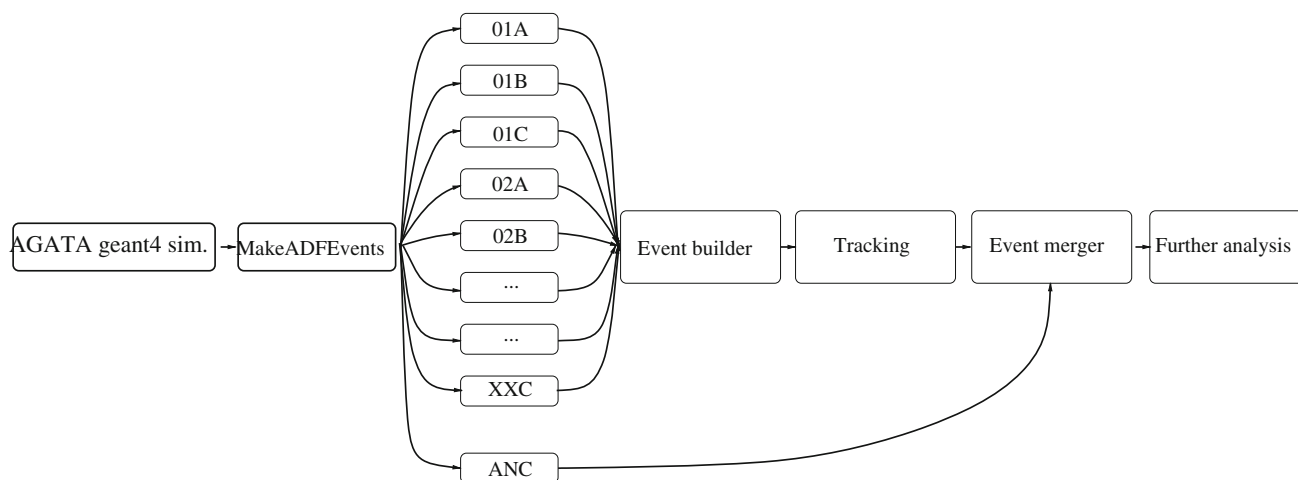 AGATA geant4 sim.
MakeADFEvents
01A
01B
01C
02A
02B
...
...
XXC
ANC
Event builder
Tracking
Event merger
Further analysis